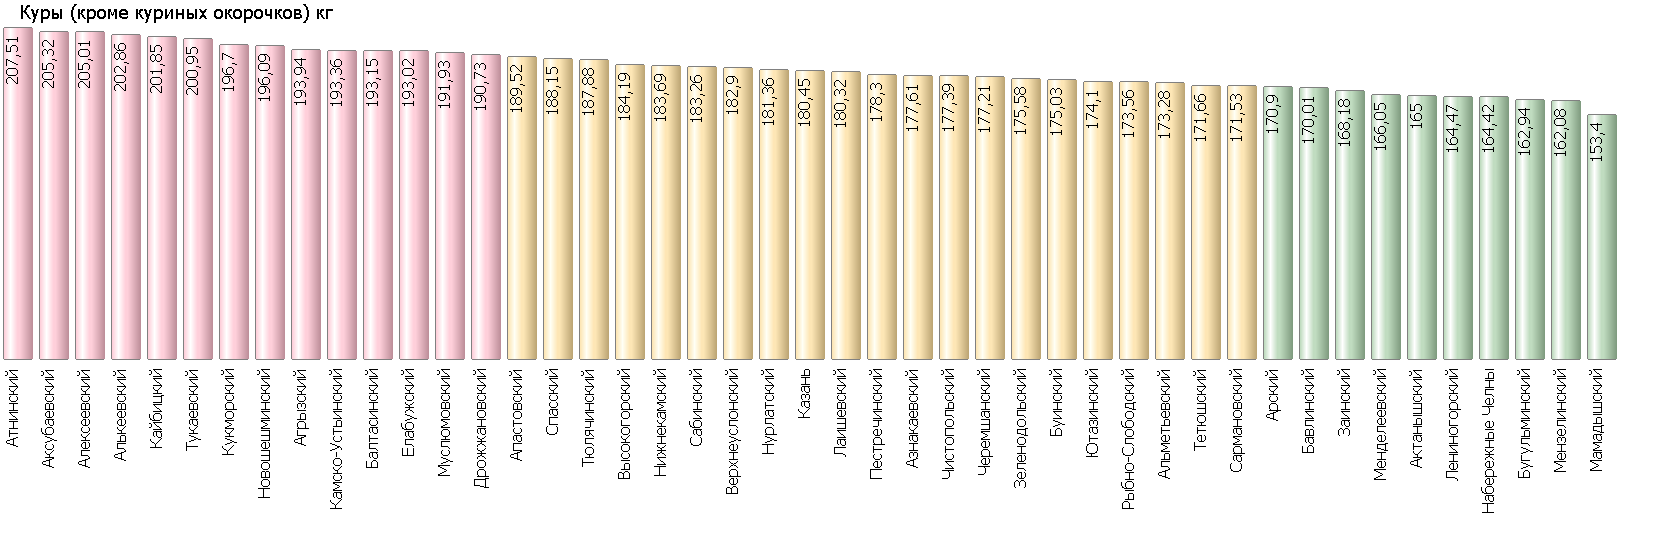 Куры (кроме куриных окорочков) кг
207,51
205,32
205,01
202,86
201,85
200,95
196,7
196,09
193,94
193,36
193,15
193,02
191,93
190,73
189,52
188,15
187,88
184,19
183,69
183,26
182,9
181,36
180,45
180,32
178,3
177,61
177,39
177,21
175,58
175,03
174,1
173,56
173,28
171,66
171,53
170,9
170,01
168,18
166,05
165
164,47
164,42
162,94
162,08
153,4
Атнинский
Аксубаевский
Алексеевский
Алькеевский
Кайбицкий
Тукаевский
Кукморский
Новошешминский
Агрызский
Камско-Устьинский
Балтасинский
Елабужский
Муслюмовский
Дрожжановский
Апастовский
Спасский
Тюлячинский
Высокогорский
Нижнекамский
Сабинский
Верхнеуслонский
Нурлатский
Казань
Лаишевский
Пестречинский
Азнакаевский
Чистопольский
Черемшанский
Зеленодольский
Буинский
Ютазинский
Рыбно-Слободский
Альметьевский
Тетюшский
Сармановский
Арский
Бавлинский
Заинский
Менделеевский
Актанышский
Лениногорский
Набережные Челны
Бугульминский
Мензелинский
Мамадышский